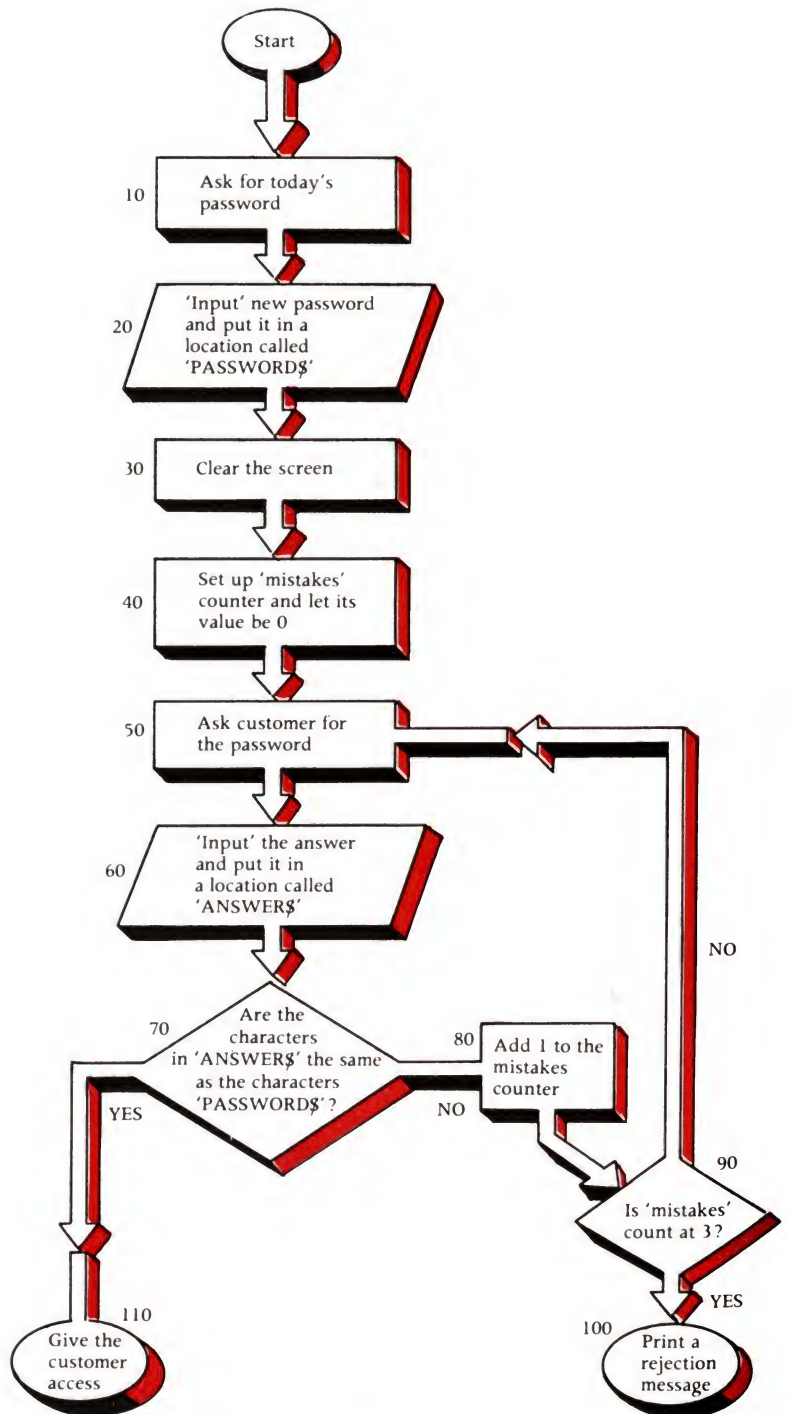 Start
10
Ask for today's
password
20
'Input' new password
and put it in a
location called
'PASSWORD$'
30
Clear the screen
40
Set up 'mistakes'
counter and let its
value be 0
50
Ask customer for
the password
60
'Input' the answer
and put it in
a location called
'ANSWER$'
70
Are the
characters
in 'ANSWER$' the same
as the characters
'PASSWORD$'?
YES
NO
80
Add 1 to the
mistakes
counter
NO
90
Is 'mistakes'
count at 3?
YES
100
Print a
rejection
message
110
Give the
customer
access